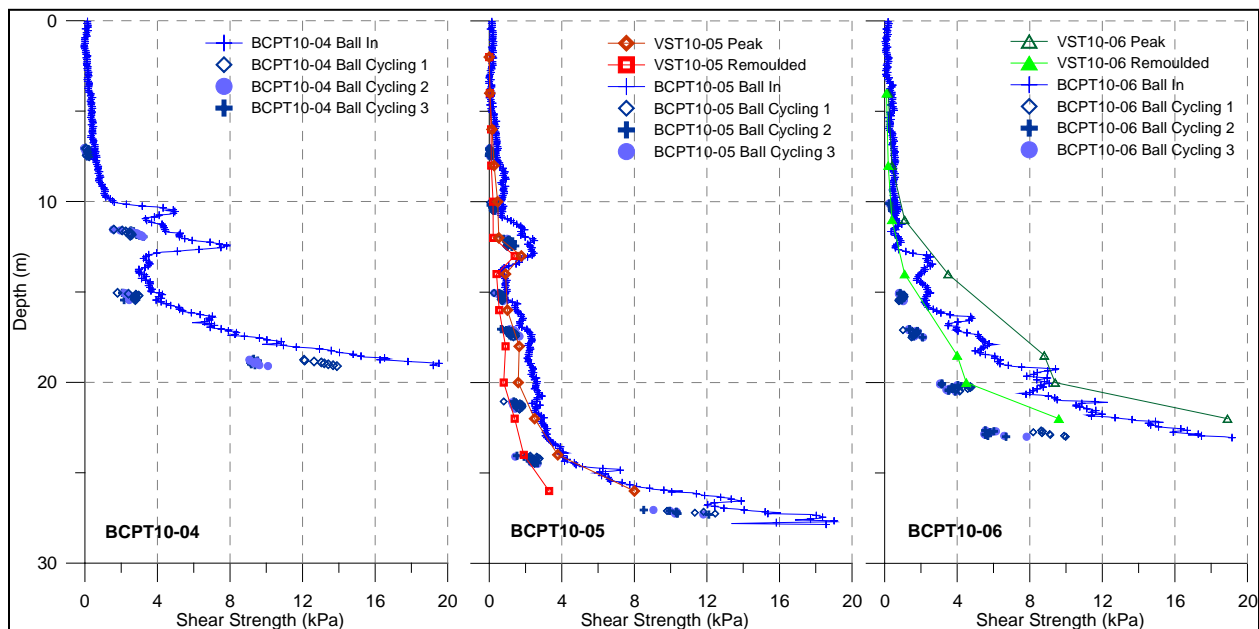 0
10
20
30
Depth (m)
BCPT10-04 Ball In
BCPT10-04 Ball Cycling 1
BCPT10-04 Ball Cycling 2
BCPT10-04 Ball Cycling 3
BCPT10-04
0 4 8 12 16 20
Shear Strength (kPa)
VST10-05 Peak
VST10-05 Remoulded
BCPT10-05 Ball In
BCPT10-05 Ball Cycling 1
BCPT10-05 Ball Cycling 2
BCPT10-05 Ball Cycling 3
BCPT10-05
0 4 8 12 16 20
Shear Strength (kPa)
VST10-06 Peak
VST10-06 Remoulded
BCPT10-06 Ball In
BCPT10-06 Ball Cycling 1
BCPT10-06 Ball Cycling 2
BCPT10-06 Ball Cycling 3
BCPT10-06
0 4 8 12 16 20
Shear Strength (kPa)